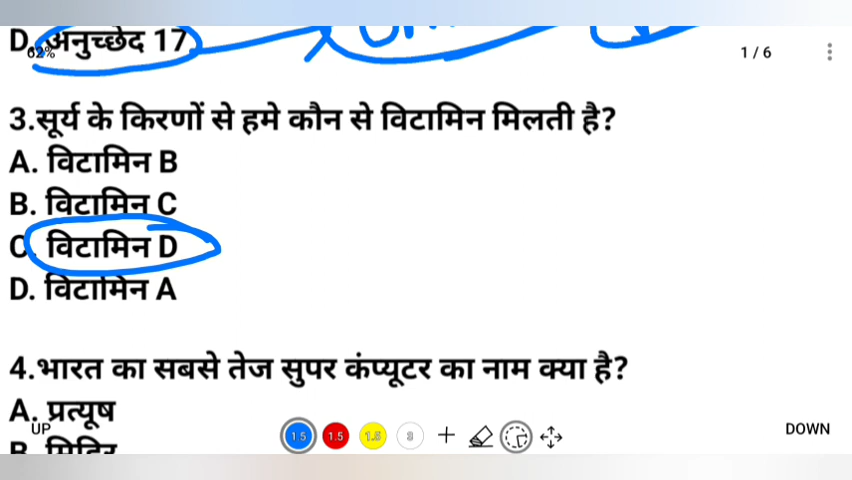 D. अनुच्छेद 17
62%
1 / 6
3.सूर्य के किरणों से हमे कौन से विटामिन मिलती है?
A. विटामिन B
B. विटामिन C
C. विटामिन D
D. विटामिन A
4.भारत का सबसे तेज सुपर कंप्यूटर का नाम क्या है?
A. प्रत्यूष
UP
1.5 1.5 1.5 3
DOWN
B. मिहिर